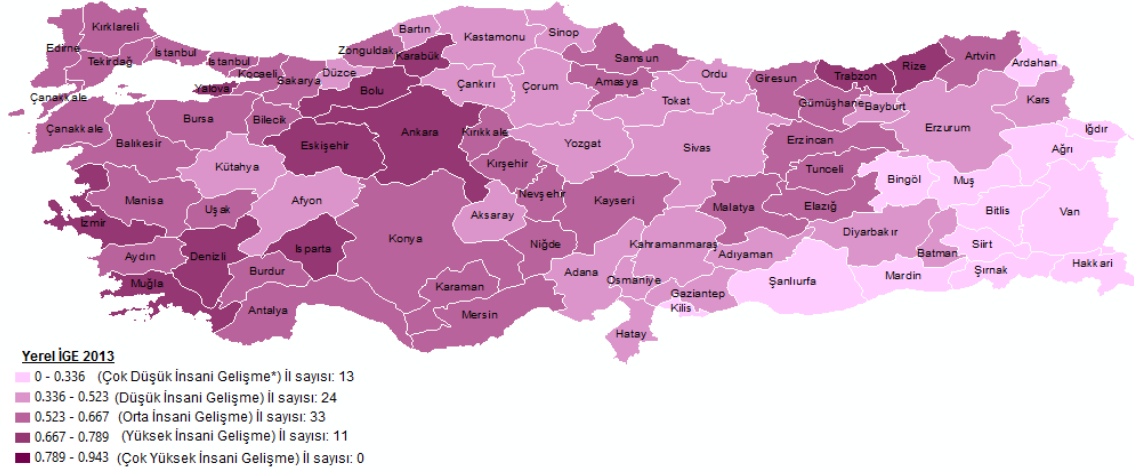 Kırklareli
Edirne
Tekirdağ
İstanbul
İstanbul
Kocaeli
Yalova
Sakarya
Düzce
Zonguldak
Bartın
Karabük
Kastamonu
Sinop
Samsun
Ordu
Giresun
Trabzon
Rize
Artvin
Ardahan
Çanakkale
Çanakkale
Balıkesir
Bursa
Bilecik
Bolu
Çankırı
Çorum
Amasya
Tokat
Gümüşhane
Bayburt
Kars
Erzurum
Iğdır
Ağrı
Eskişehir
Ankara
Kırıkkale
Yozgat
Sivas
Erzincan
Tunceli
Bingöl
Muş
Kütahya
Kırşehir
Manisa
Uşak
Afyon
Nevşehir
Kayseri
Malatya
Elazığ
Bitlis
Van
İzmir
Aksaray
Konya
Isparta
Niğde
Kahramanmaraş
Adıyaman
Diyarbakır
Batman
Siirt
Hakkari
Şırnak
Mardin
Şanlıurfa
Aydın
Denizli
Burdur
Muğla
Antalya
Karaman
Mersin
Adana
Osmaniye
Gaziantep
Kilis
Hatay
Yerel İGE 2013
0 - 0.336 (Çok Düşük İnsani Gelişme*) İl sayısı: 13
0.336 - 0.523 (Düşük İnsani Gelişme) İl sayısı: 24
0.523 - 0.667 (Orta İnsani Gelişme) İl sayısı: 33
0.667 - 0.789 (Yüksek İnsani Gelişme) İl sayısı: 11
0.789 - 0.943 (Çok Yüksek İnsani Gelişme) İl sayısı: 0